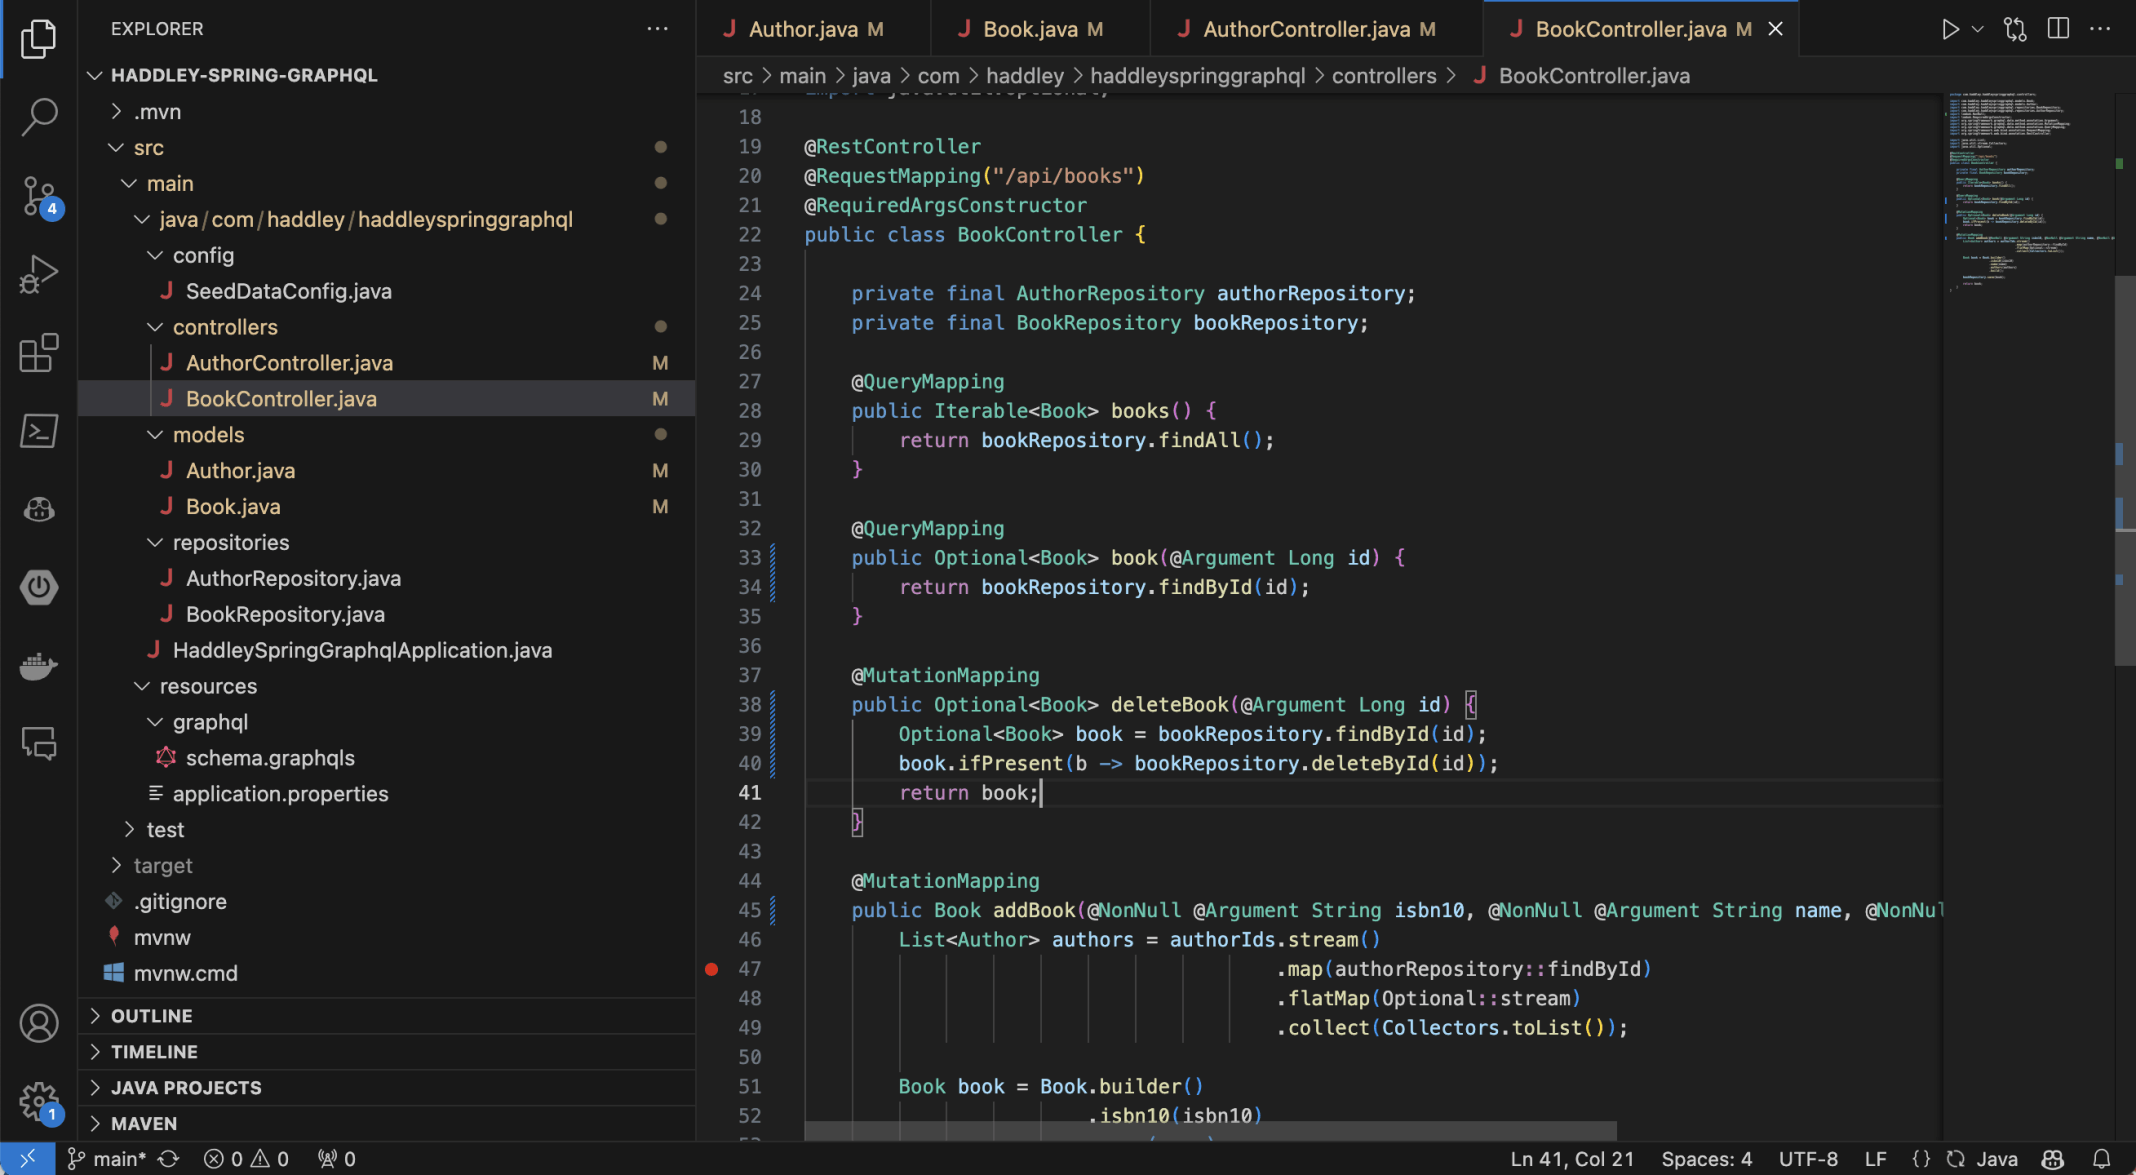 EXPLORER
HADDLEY-SPRING-GRAPHQL
.mvn
src
main
java/com/haddley/haddleyspringgraphql
config
SeedDataConfig.java
controllers
AuthorController.java M
BookController.java M
models
Author.java M
Book.java M
repositories
AuthorRepository.java
BookRepository.java
HaddleySpringGraphqlApplication.java
resources
graphql
schema.graphqls
application.properties
test
target
.gitignore
mvnw
mvnw.cmd
OUTLINE
TIMELINE
JAVA PROJECTS
MAVEN
4
1
Author.java M
Book.java M
AuthorController.java M
BookController.java M
src > main > java > com > haddley > haddleyspringgraphql > controllers > BookController.java
18
19 @RestController
20 @RequestMapping("/api/books")
21 @RequiredArgsConstructor
22 public class BookController {
23
24 private final AuthorRepository authorRepository;
25 private final BookRepository bookRepository;
26
27 @QueryMapping
28 public Iterable<Book> books() {
29 return bookRepository.findAll();
30 }
31
32 @QueryMapping
33 public Optional<Book> book(@Argument Long id) {
34 return bookRepository.findById(id);
35 }
36
37 @MutationMapping
38 public Optional<Book> deleteBook(@Argument Long id) {
39 Optional<Book> book = bookRepository.findById(id);
40 book.ifPresent(b -> bookRepository.deleteById(id));
41 return book;
42 }
43
44 @MutationMapping
45 public Book addBook(@NonNull @Argument String isbn10, @NonNull @Argument String name, @NonNul
46 List<Author> authors = authorIds.stream()
47 .map(authorRepository::findById)
48 .flatMap(Optional::stream)
49 .collect(Collectors.toList());
50
51 Book book = Book.builder()
52 .isbn10(isbn10)
main* 0 0 0
Ln 41, Col 21 Spaces: 4 UTF-8 LF {} Java